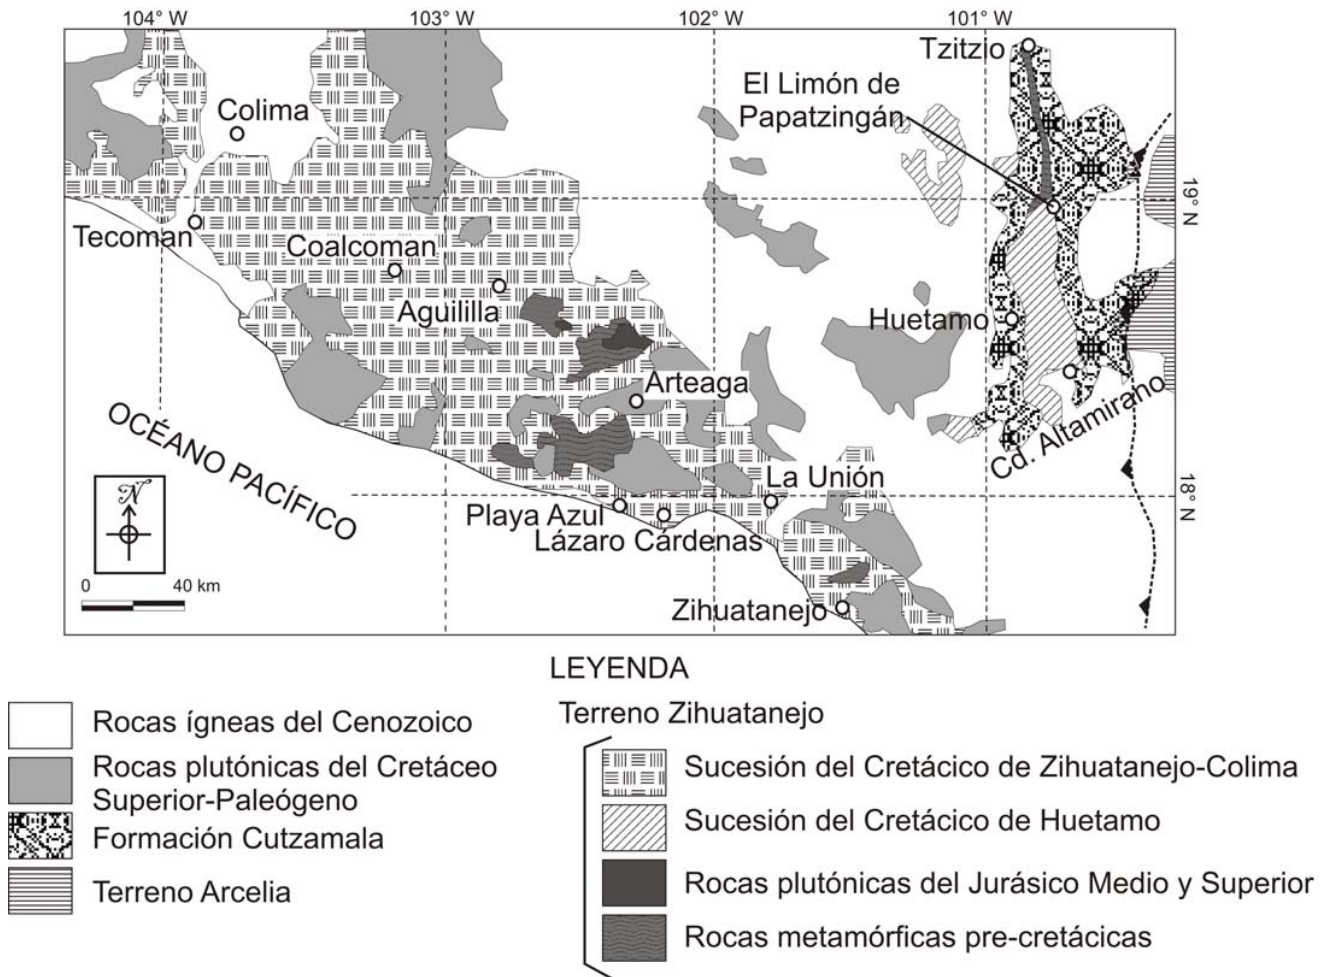 104° W
103° W
102° W
101° W
Tzitzio
El Limón de
Papatzingán
Colima
19° N
Tecoman
Coalcoman
Aguililla
Huetamo
Arteaga
Cd. Altamirano
OCÉANO PACÍFICO
N
La Unión
18° N
Playa Azul
Lázaro Cárdenas
0 40 km
Zihuatanejo
LEYENDA
Rocas ígneas del Cenozoico
Rocas plutónicas del Cretáceo
Superior-Paleógeno
Formación Cutzamala
Terreno Arcelia
Terreno Zihuatanejo
Sucesión del Cretácico de Zihuatanejo-Colima
Sucesión del Cretácico de Huetamo
Rocas plutónicas del Jurásico Medio y Superior
Rocas metamórficas pre-cretácicas